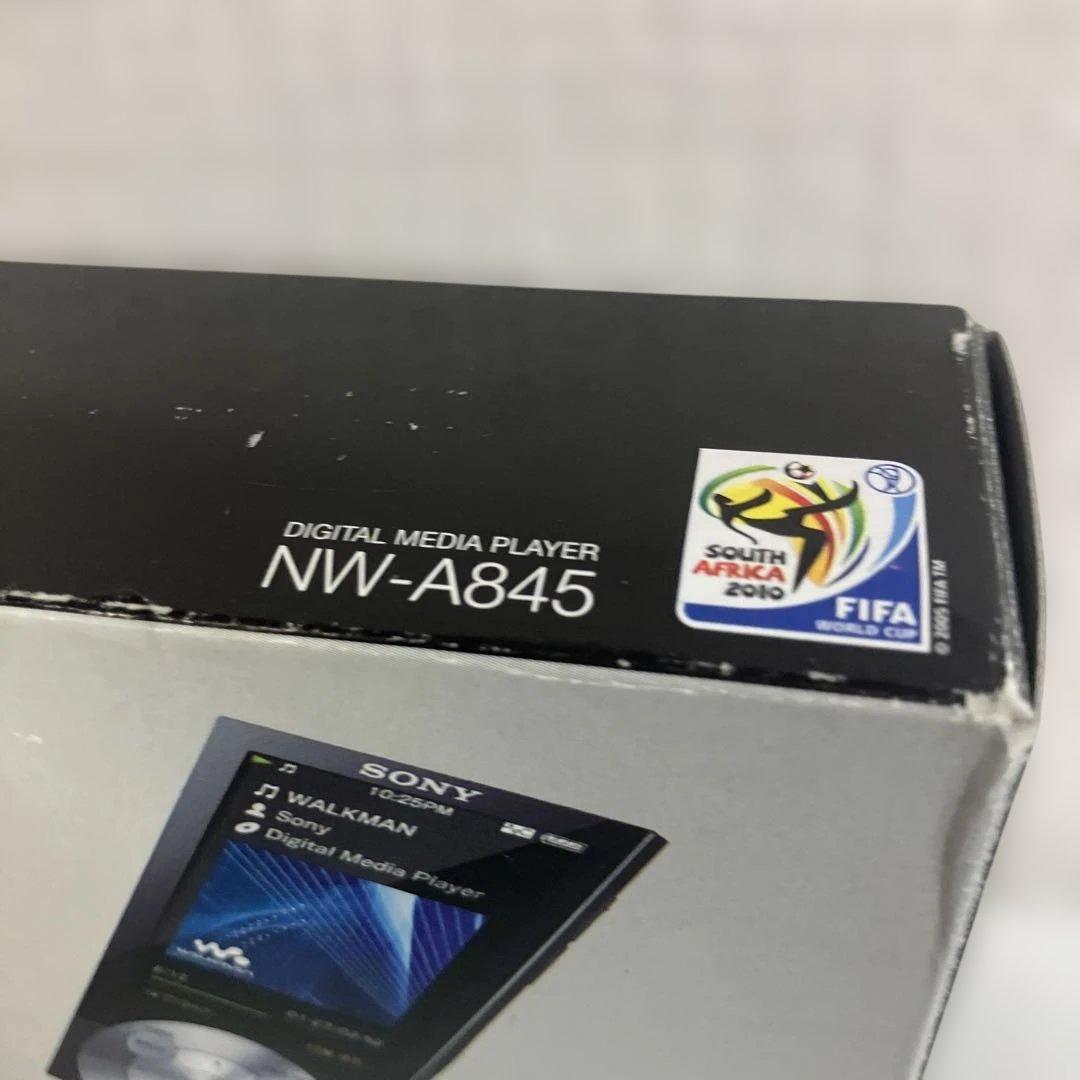 DIGITAL MEDIA PLAYER
NW-A845
SOUTH
AFRICA
2010
FIFA
WORLD CUP
© 2005 FIFA TM
SONY
10:25PM
WALKMAN
Sony
Digital Media Player